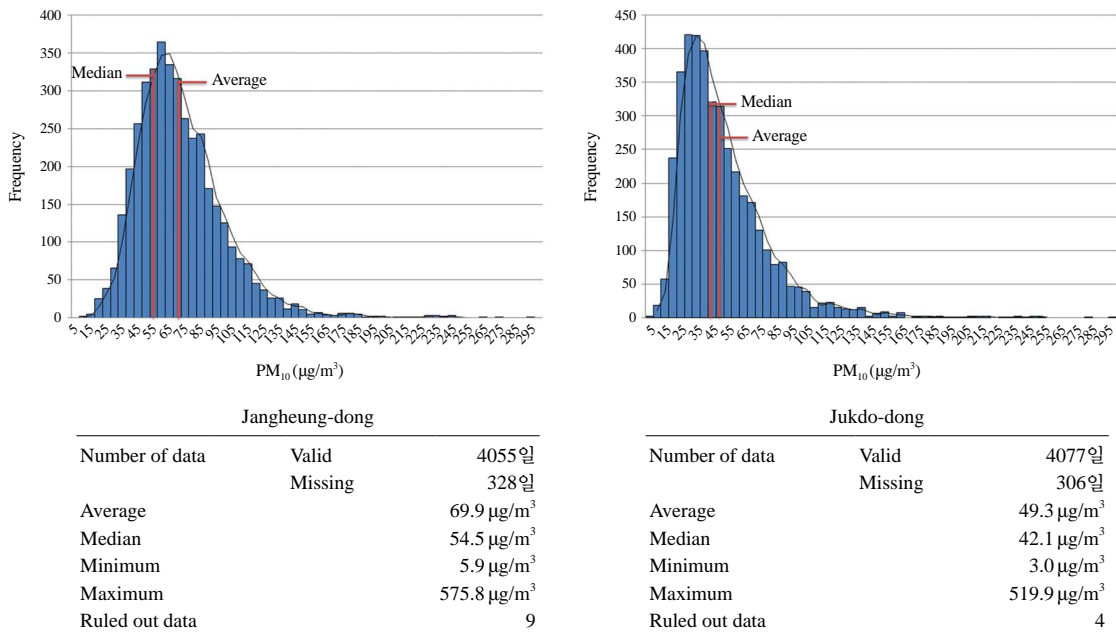 400
350
300
250
200
150
100
50
0
Frequency
Median
Average
5 15 25 35 45 55 65 75 85 95 105 115 125 135 145 155 165 175 185 195 205 215 225 235 245 255 265 275 285 295
PM10 (μg/m3)
450
400
350
300
250
200
150
100
50
0
Frequency
Median
Average
5 15 25 35 45 55 65 75 85 95 105 115 125 135 145 155 165 175 185 195 205 215 225 235 245 255 265 275 285 295
PM10 (μg/m3)
Jangheung-dong
Number of data Valid 4055일
Missing 328일
Average 69.9 μg/m3
Median 54.5 μg/m3
Minimum 5.9 μg/m3
Maximum 575.8 μg/m3
Ruled out data 9
Jukdo-dong
Number of data Valid 4077일
Missing 306일
Average 49.3 μg/m3
Median 42.1 μg/m3
Minimum 3.0 μg/m3
Maximum 519.9 μg/m3
Ruled out data 4